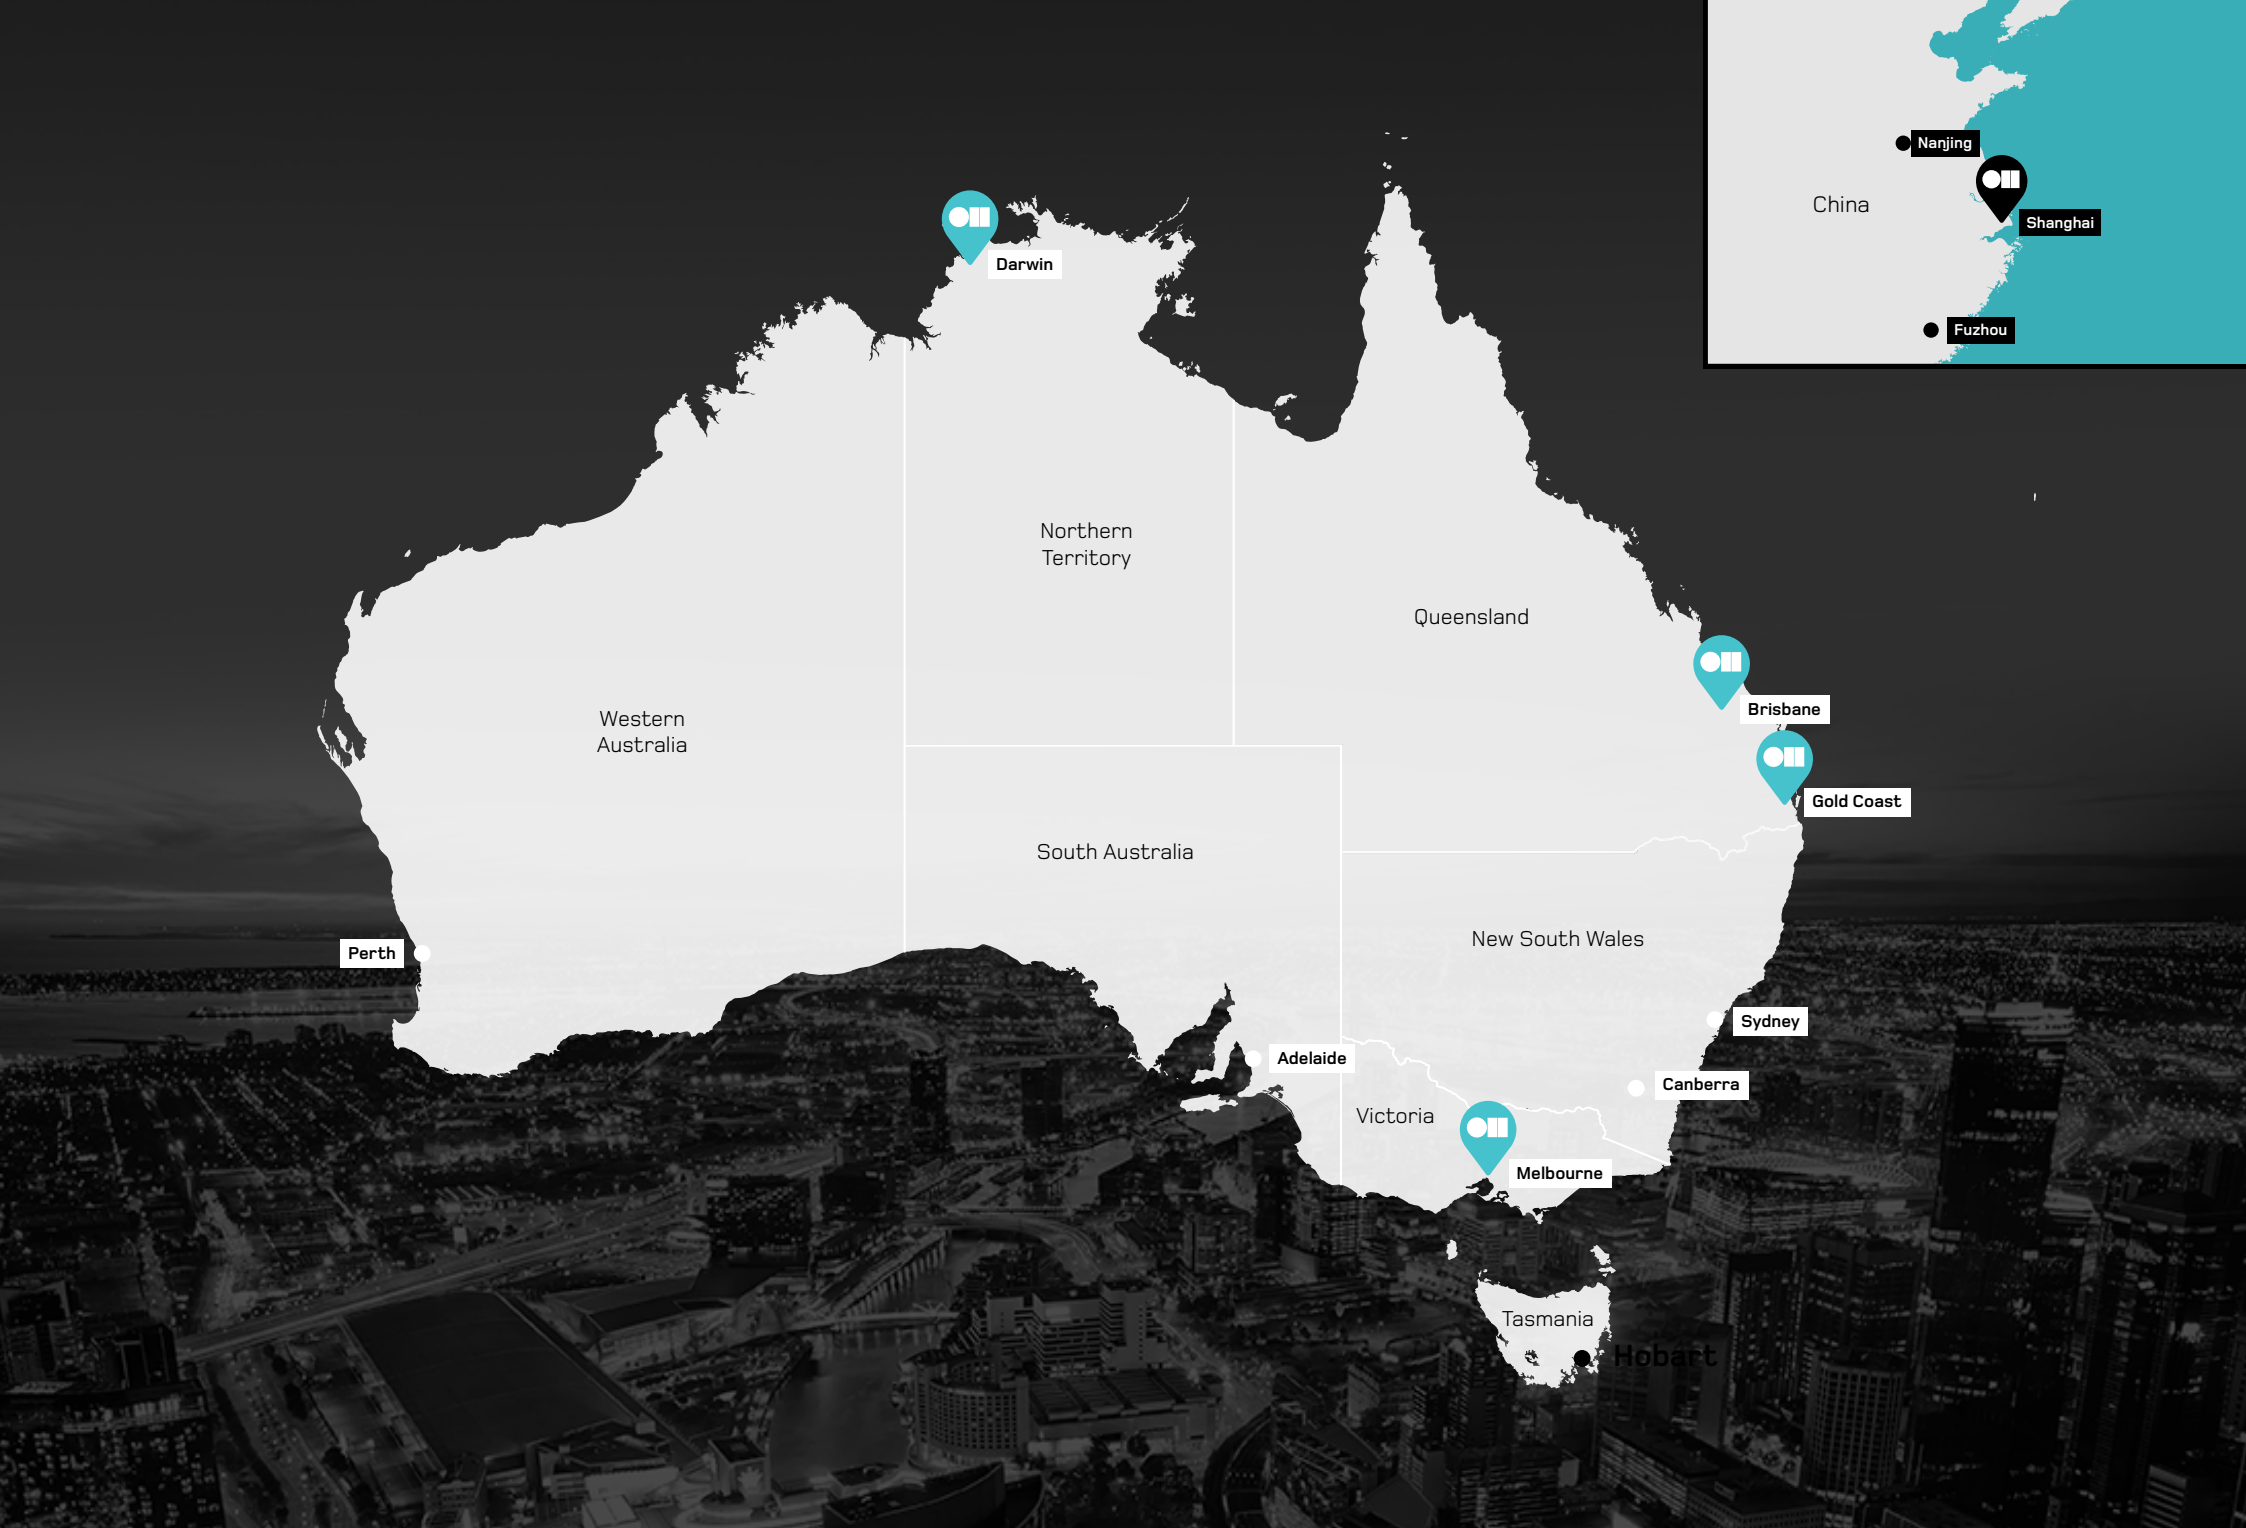 Nanjing
China
Shanghai
Fuzhou
Darwin
Northern
Territory
Queensland
Brisbane
Western
Australia
Gold Coast
South Australia
New South Wales
Perth
Sydney
Adelaide
Canberra
Victoria
Melbourne
Tasmania
Hobart